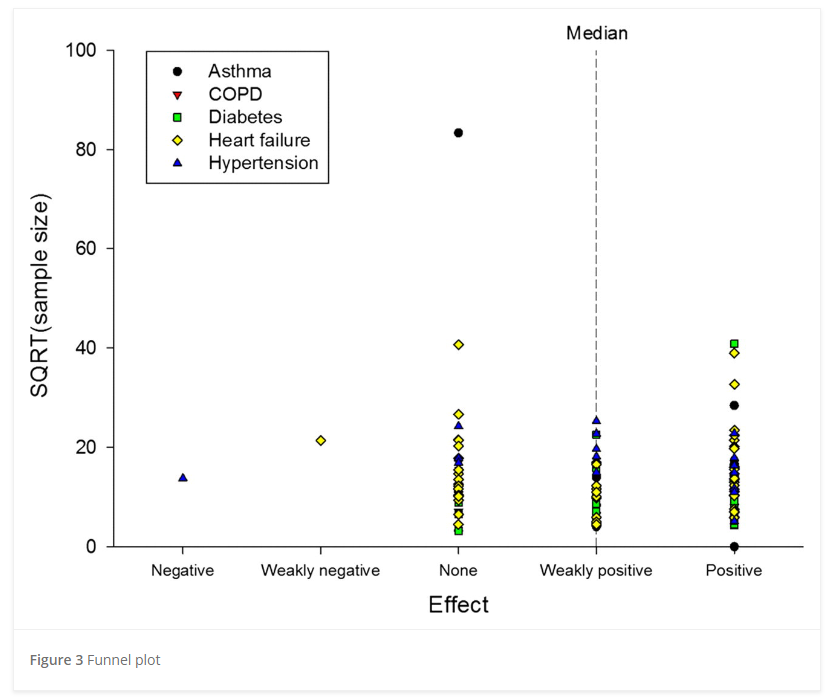 Median
100
80
60
40
20
0
SQRT(sample size)
Asthma
COPD
Diabetes
Heart failure
Hypertension
Negative
Weakly negative
None
Weakly positive
Positive
Effect
Figure 3 Funnel plot